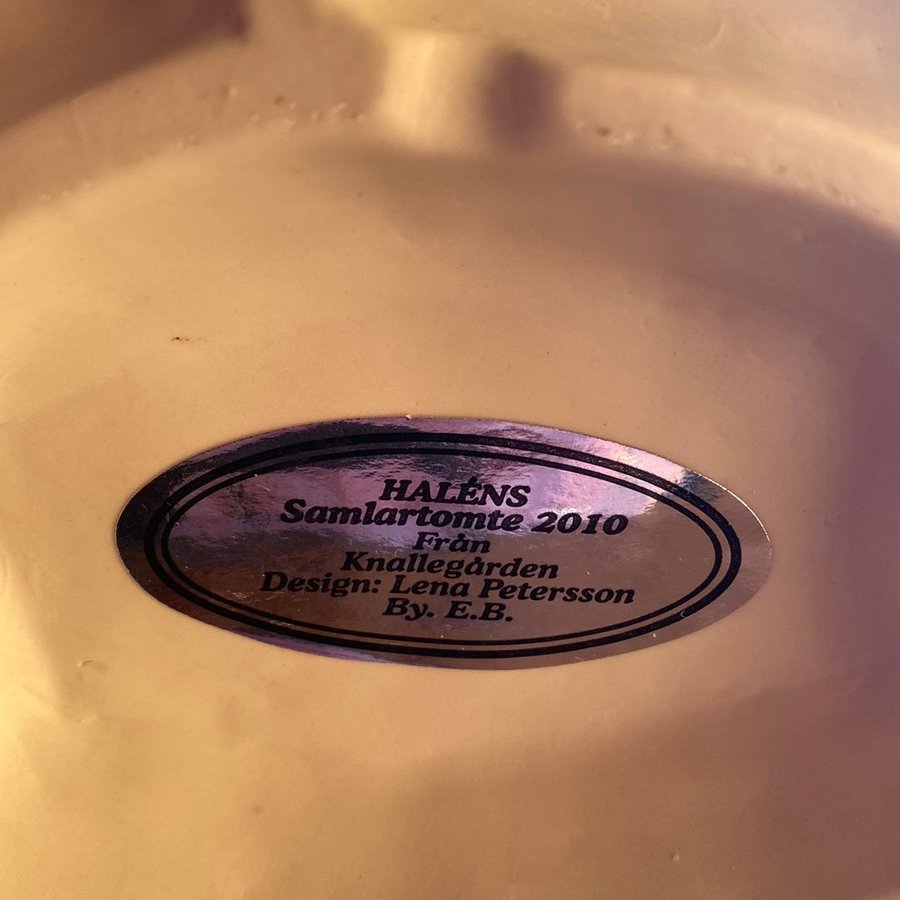 HALÉNS
Samlartomte 2010
Från
Knallegården
Design: Lena Petersson
By. E.B.